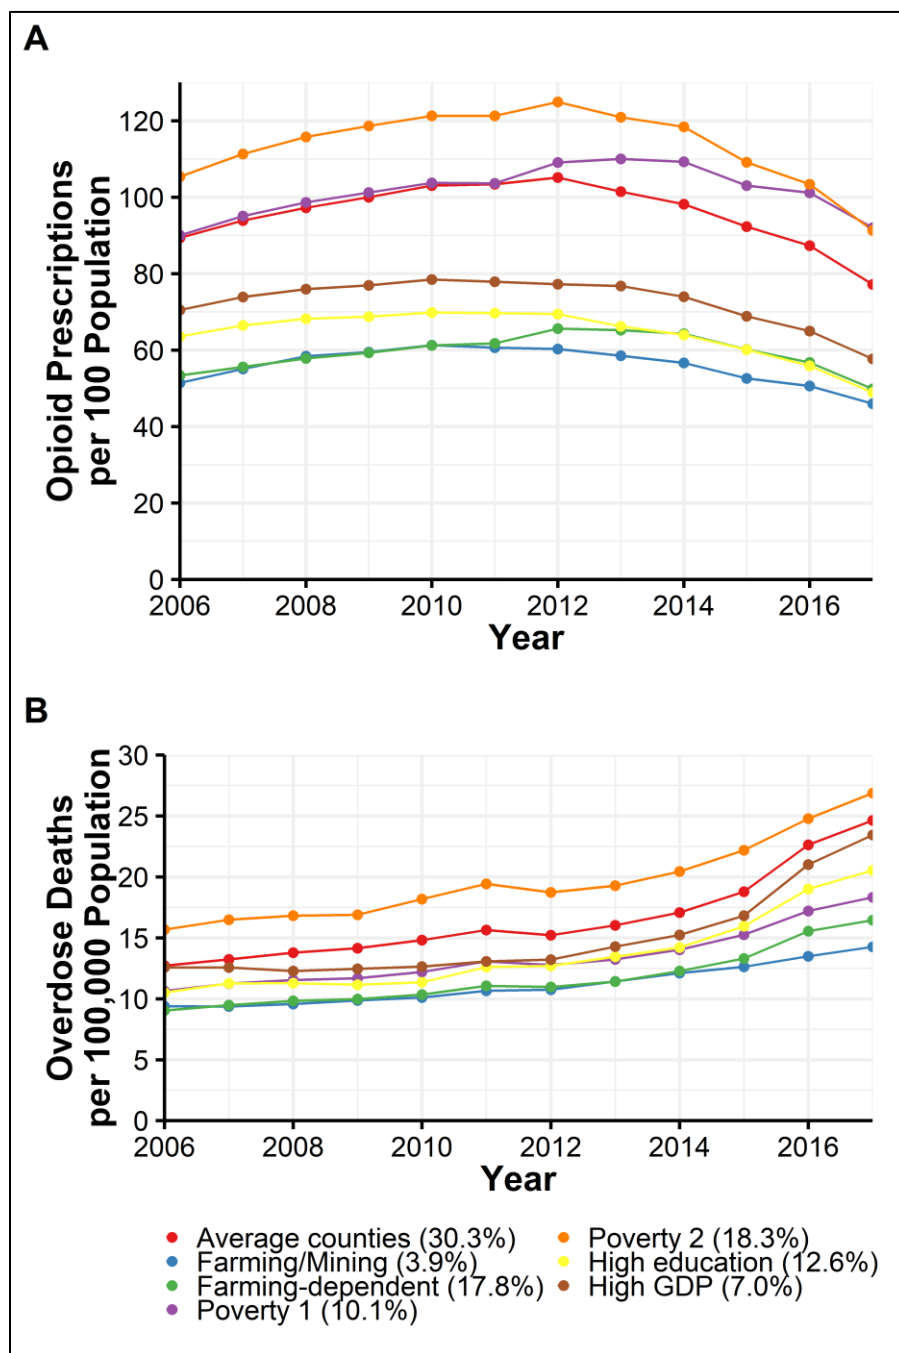 A
Opioid Prescriptions
per 100 Population
120
100
80
60
40
20
0
2006 2008 2010 2012 2014 2016
Year
B
Overdose Deaths
per 100,000 Population
30
25
20
15
10
5
0
2006 2008 2010 2012 2014 2016
Year
Average counties (30.3%) Poverty 2 (18.3%)
Farming/Mining (3.9%) High education (12.6%)
Farming-dependent (17.8%) High GDP (7.0%)
Poverty 1 (10.1%)